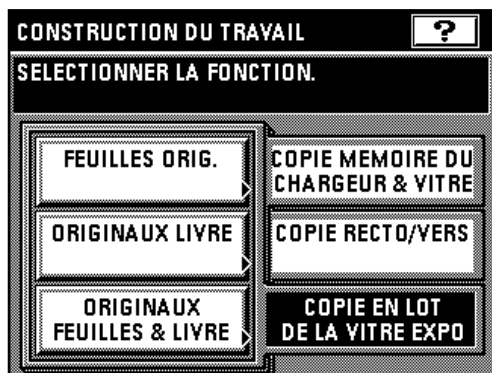 CONSTRUCTION DU TRAVAIL
?
SELECTIONNER LA FONCTION.
FEUILLES ORIG.
COPIE MEMOIRE DU
CHARGEUR & VITRE
ORIGINAUX LIVRE
COPIE RECTO/VERS
ORIGINAUX
FEUILLES & LIVRE
COPIE EN LOT
DE LA VITRE EXPO